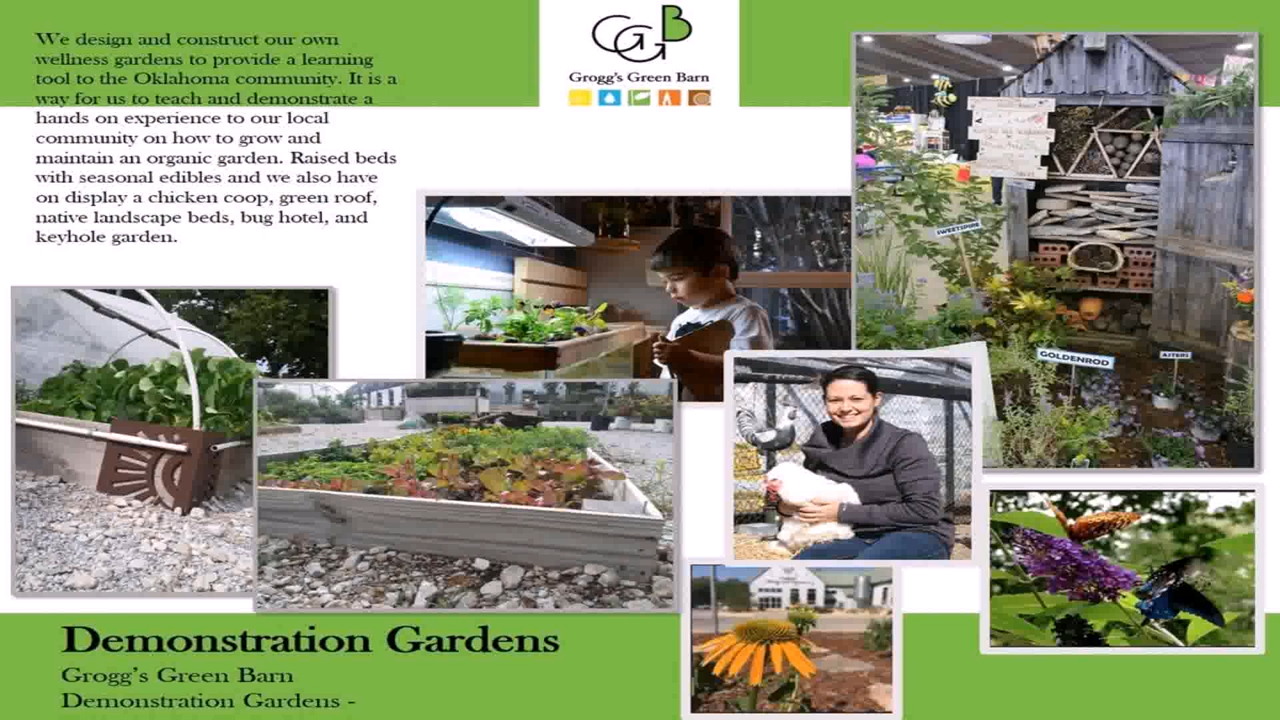 We design and construct our own
wellness gardens to provide a learning
tool to the Oklahoma community. It is a
way for us to teach and demonstrate a
hands on experience to our local
community on how to grow and
maintain an organic garden. Raised beds
with seasonal edibles and we also have
on display a chicken coop, green roof,
native landscape beds, bug hotel, and
keyhole garden.
GGB
Grogg's Green Barn
SWEETSPIRE
GOLDENROD
ASTERS
Demonstration Gardens
Grogg's Green Barn
Demonstration Gardens -